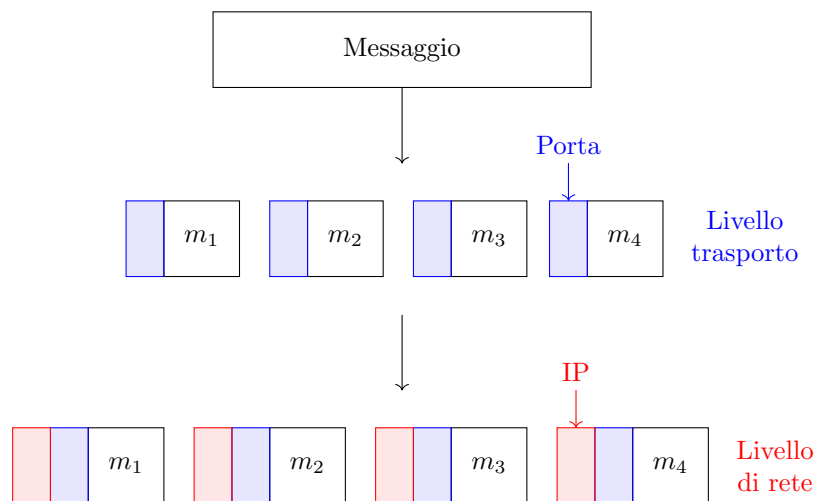 Messaggio
Porta
m1 m2 m3 m4
Livello
trasporto
IP
m1 m2 m3 m4
Livello
di rete